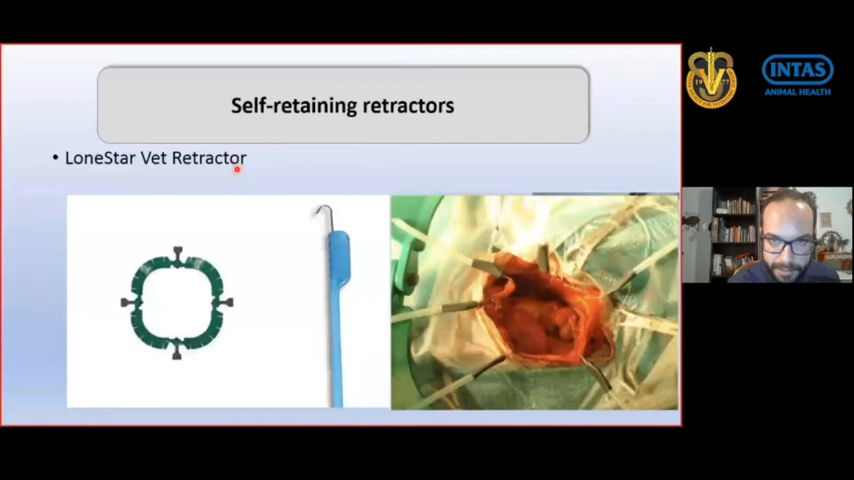 Self-retaining retractors
• LoneStar Vet Retractor
INTAS
ANIMAL HEALTH